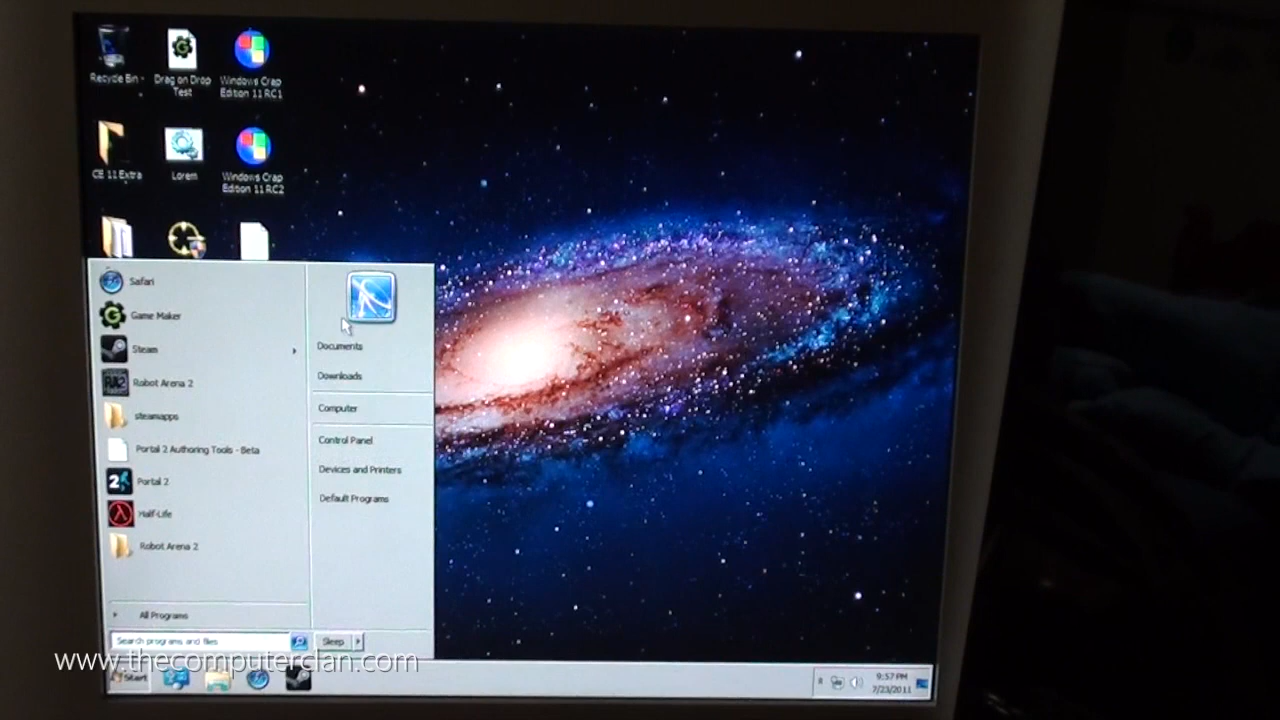 Recycle Bin
Drag on Drop
Test
Windows Crap
Edition 11 RC1
CE 11 Extra
Lorem
Windows Crap
Edition 11 RC2
Safari
Game Maker
Steam
RA2
Robot Arena 2
steamapps
Portal 2 Authoring Tools - Beta
2
Portal 2
Half-Life
Robot Arena 2
All Programs
Search programs and files
Documents
Downloads
Computer
Control Panel
Devices and Printers
Default Programs
Sleep
www.thecomputerclan.com
Start
9:57 PM
7/23/2011